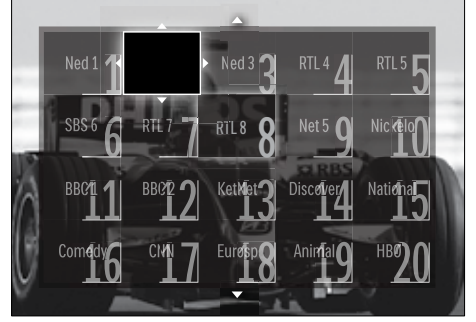 Ned 1 1 Ned 3 3 RTL 4 4 RTL 5 5
SBS 6 6 RTL 7 7 RTL 8 8 Net 5 9 Nickelo 10
BBC1 11 BBC2 12 KetNet 13 Discover 14 National 15
Comedy 16 CNN 17 Eurosp 18 Animal 19 HBO 20
PHILIPS
RBS